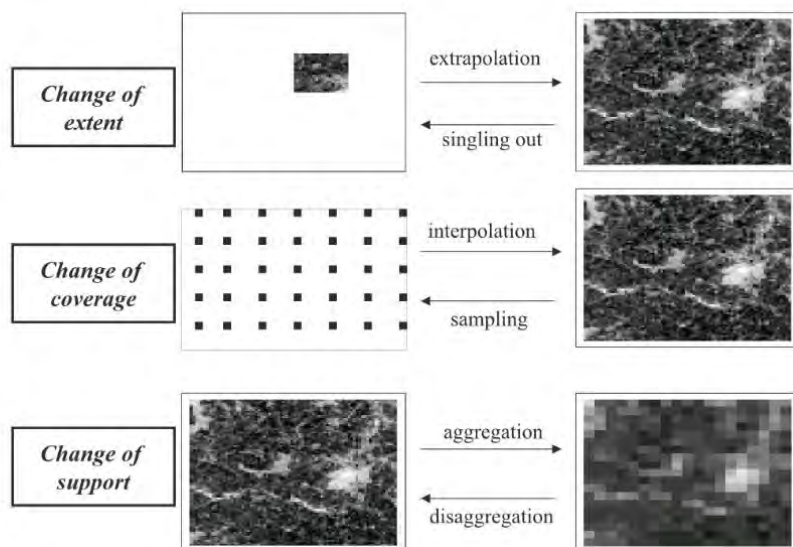 Change of
extent
extrapolation
singling out
Change of
coverage
interpolation
sampling
Change of
support
aggregation
disaggregation